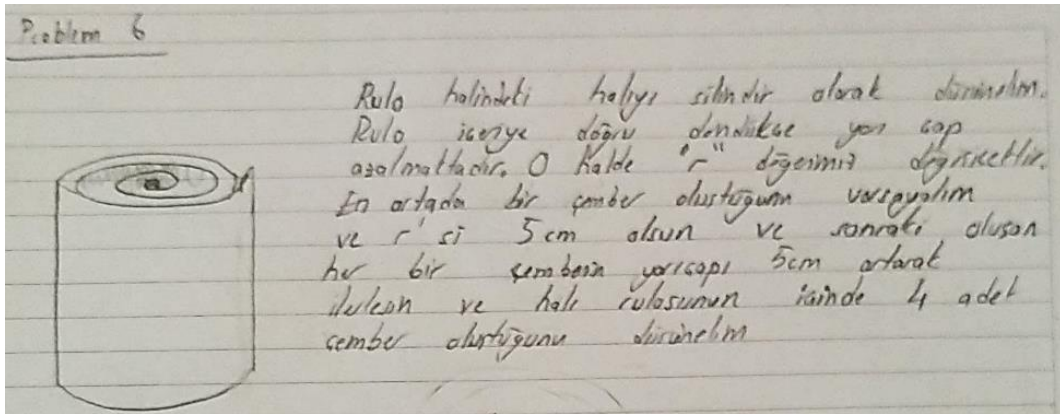 Problem 6
Rulo halindeki halıyı silindir olarak düşünelim.
Rulo içeriye doğru döndükçe yarı çap
azalmaktadır. O halde "r" değerimiz değişkendir.
En ortada bir çember oluştuğunu varsayalım
ve r'si 5 cm olsun ve sonraki oluşan
her bir çemberin yarıçapı 5cm artarak
ilerlesin ve halı rulosunun içinde 4 adet
çember oluştuğunu düşünelim